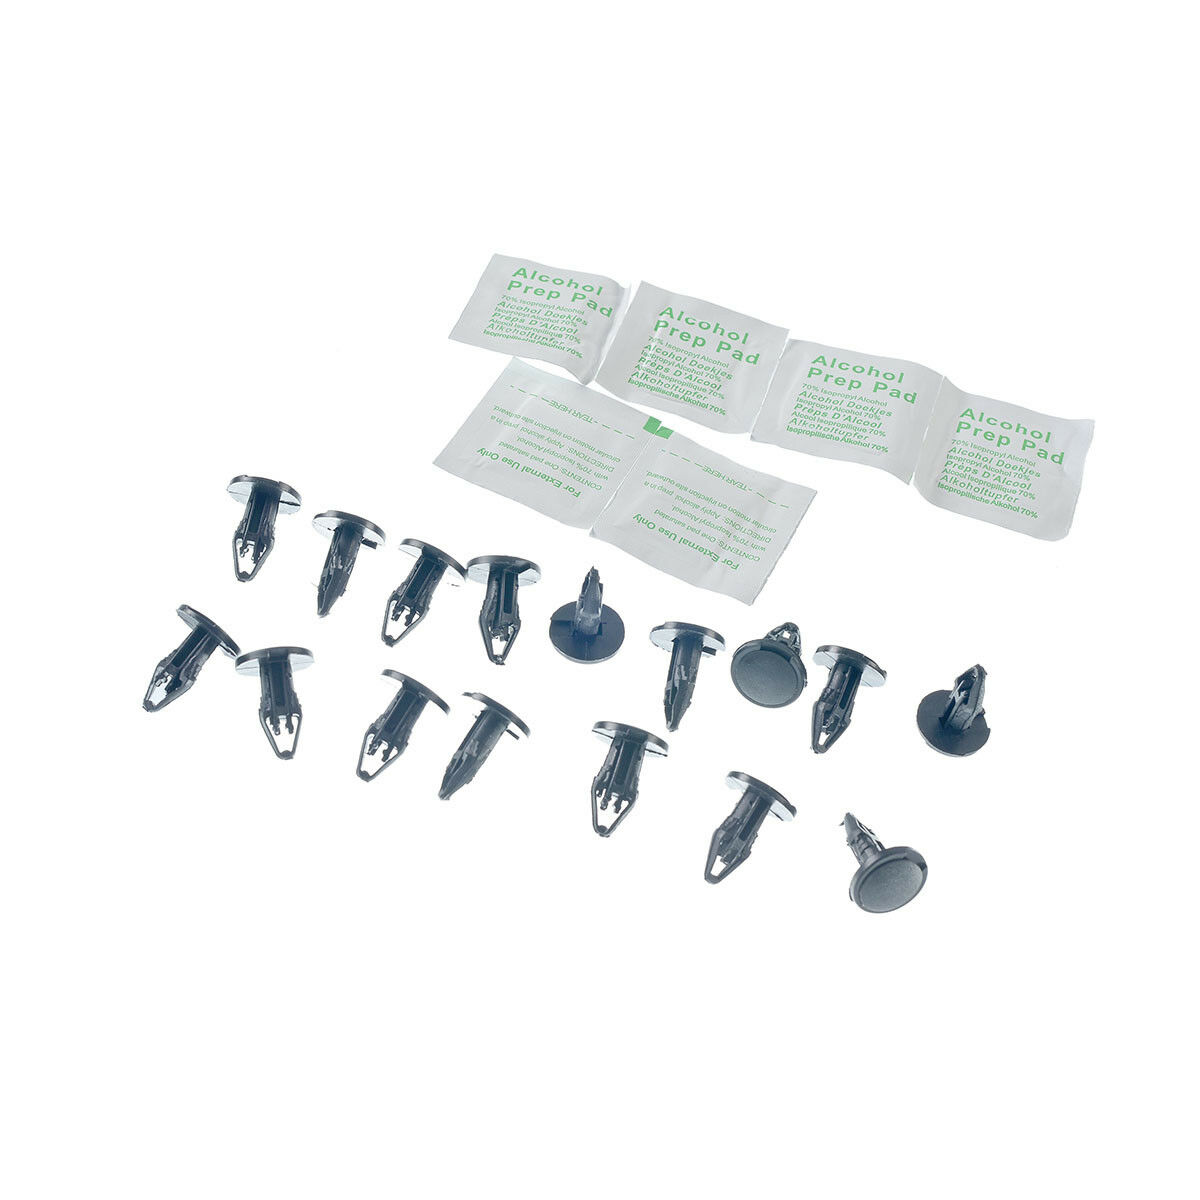 Alcohol
Prep Pad
70% Isopropyl Alcohol
Alcohol Doekjes
Isopropyl Alcohol 70%
Préps D'Alcool
Alcool Isopropilique 70%
Alkoholtupfer
Isopropilische Alkohol 70%
Alcohol
Prep Pad
70% Isopropyl Alcohol
Alcohol Doekjes
Isopropyl Alcohol 70%
Préps D'Alcool
Alcool Isopropilique 70%
Alkoholtupfer
Isopropilische Alkohol 70%
Alcohol
Prep Pad
70% Isopropyl Alcohol
Alcohol Doekjes
Isopropyl Alcohol 70%
Préps D'Alcool
Alcool Isopropilique 70%
Alkoholtupfer
Isopropilische Alkohol 70%
Alcohol
Prep Pad
70% Isopropyl Alcohol
Alcohol Doekjes
Isopropyl Alcohol 70%
Préps D'Alcool
Alcool Isopropilique 70%
Alkoholtupfer
Isopropilische Alkohol 70%
For External Use Only
CONTENTS: One pad saturated
with 70% Isopropyl Alcohol.
DIRECTIONS: Apply alcohol prep in a
circular motion on injection site outward.
TEAR HERE
For External Use Only
CONTENTS: One pad saturated
with 70% Isopropyl Alcohol.
DIRECTIONS: Apply alcohol prep in a
circular motion on injection site outward.
TEAR HERE